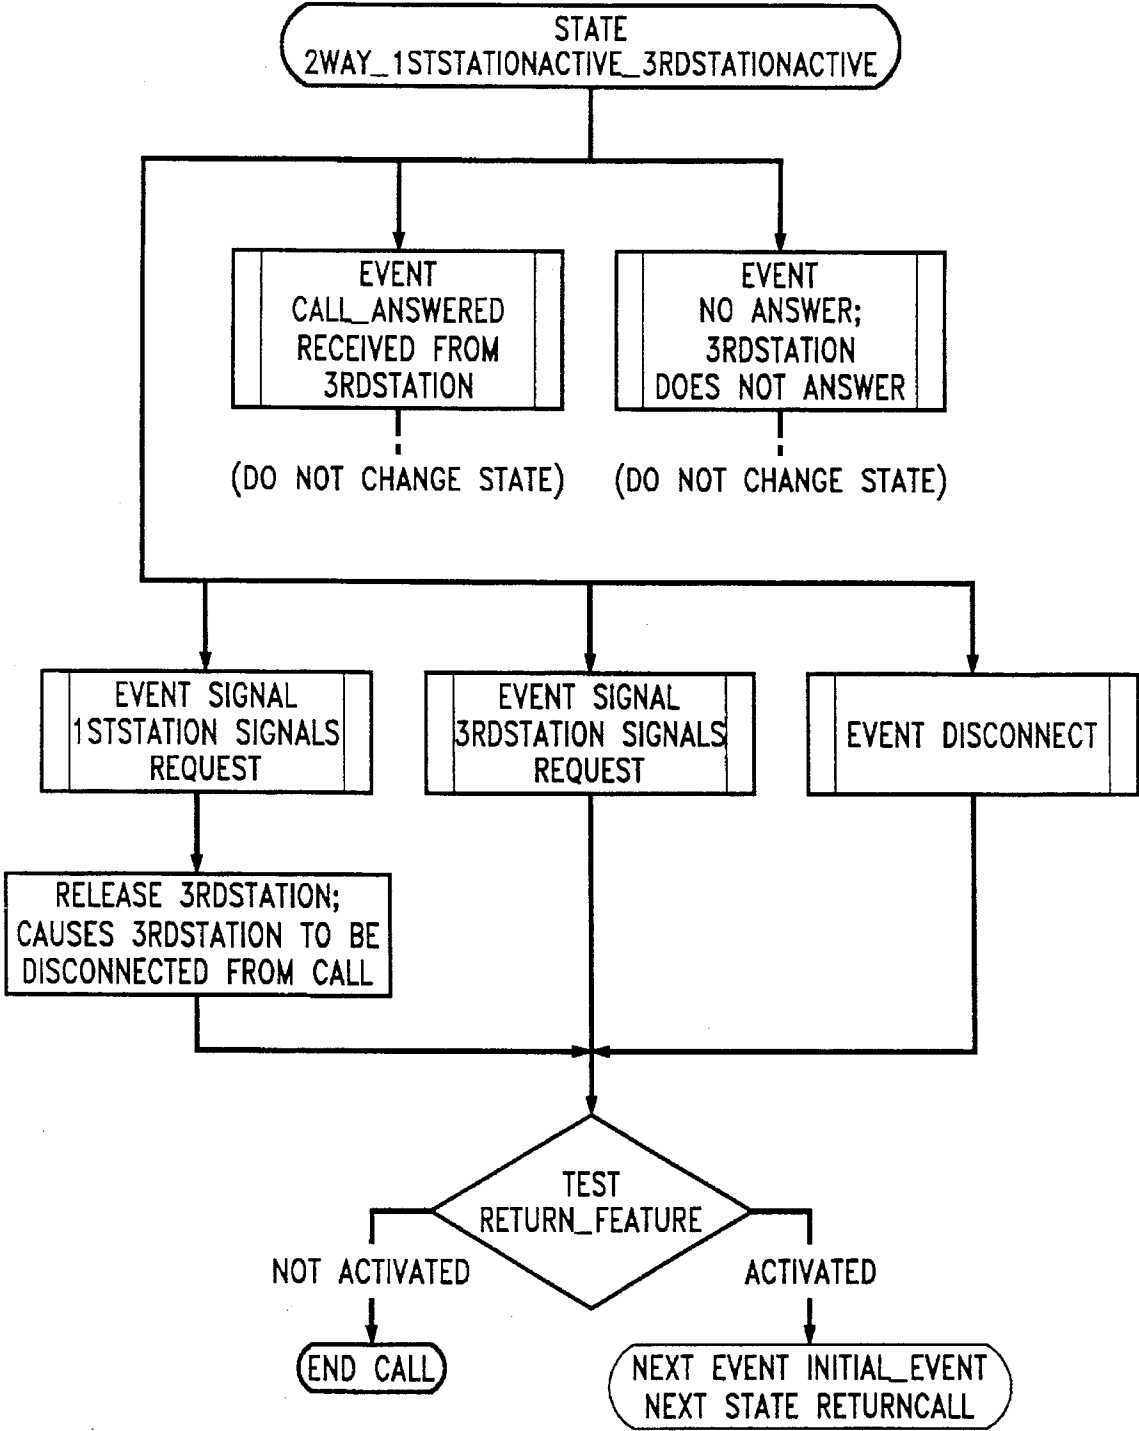 STATE
2WAY_1STSTATIONACTIVE_3RDSTATIONACTIVE
EVENT
CALL_ANSWERED
RECEIVED FROM
3RDSTATION
EVENT
NO ANSWER;
3RDSTATION
DOES NOT ANSWER
(DO NOT CHANGE STATE)
(DO NOT CHANGE STATE)
EVENT SIGNAL
1STSTATION SIGNALS
REQUEST
EVENT SIGNAL
3RDSTATION SIGNALS
REQUEST
EVENT DISCONNECT
RELEASE 3RDSTATION;
CAUSES 3RDSTATION TO BE
DISCONNECTED FROM CALL
TEST
RETURN_FEATURE
NOT ACTIVATED
ACTIVATED
END CALL
NEXT EVENT INITIAL_EVENT
NEXT STATE RETURNCALL